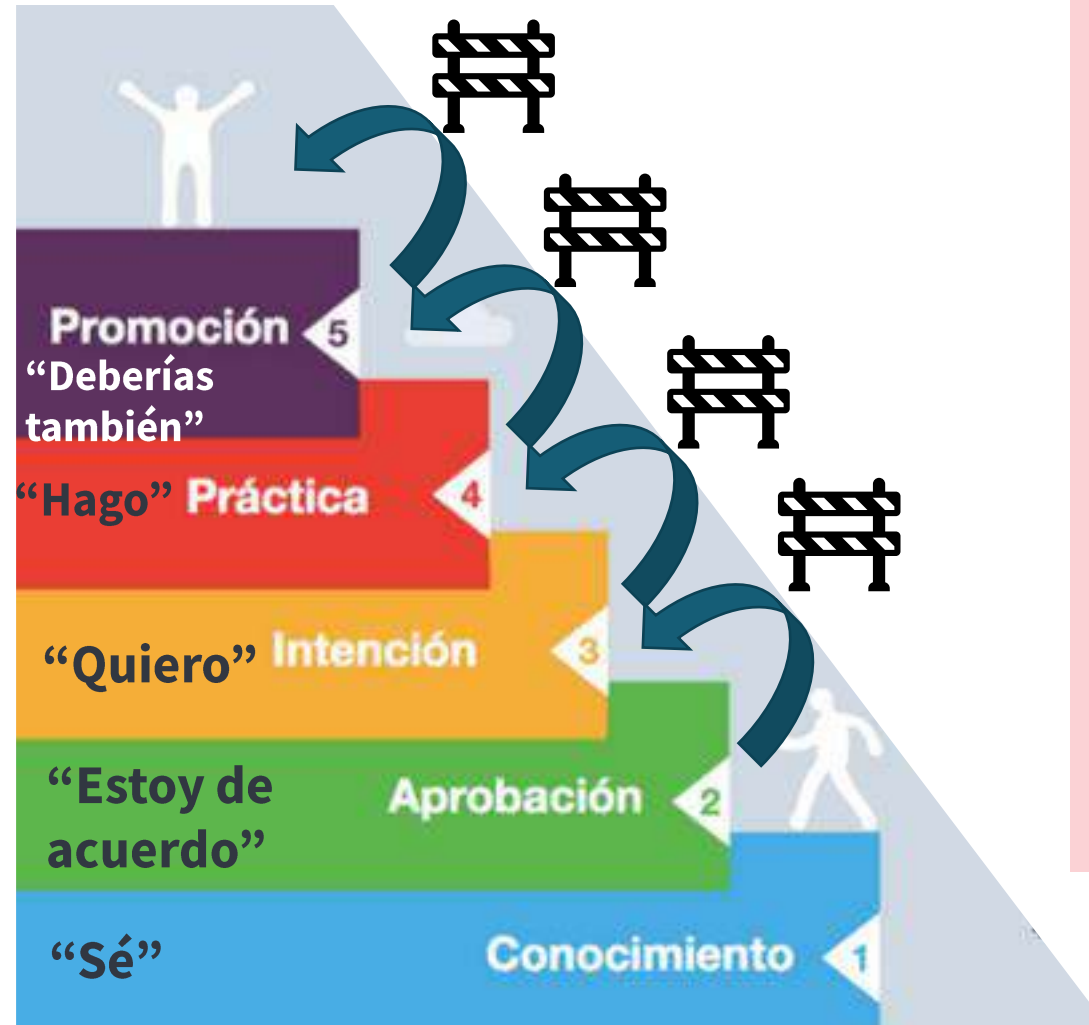 Promoción 5
“Deberías
también”
“Hago” Práctica 4
“Quiero” Intención 3
“Estoy de
acuerdo”
Aprobación 2
“Sé”
Conocimiento 1